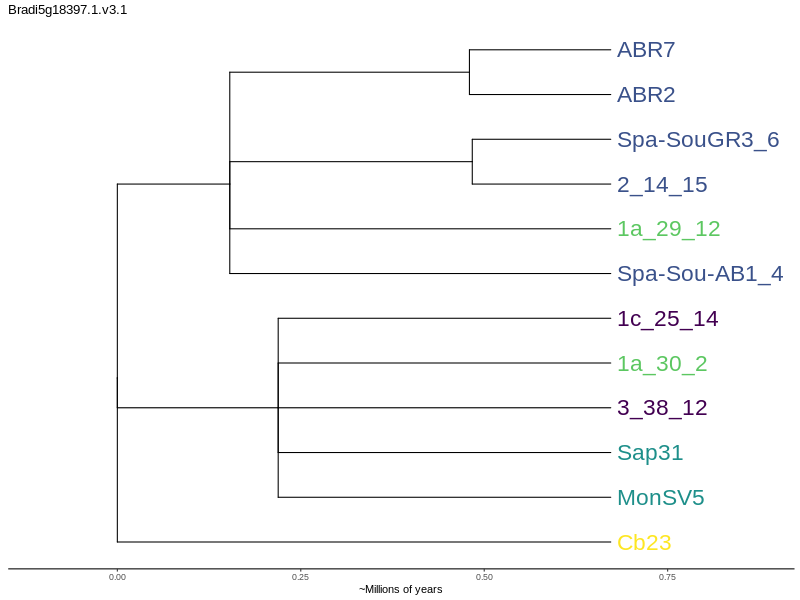 Bradi5g18397.1.v3.1
ABR7
ABR2
Spa-SouGR3_6
2_14_15
1a_29_12
Spa-Sou-AB1_4
1c_25_14
1a_30_2
3_38_12
Sap31
MonSV5
Cb23
0.00 0.25 0.50 0.75
~Millions of years